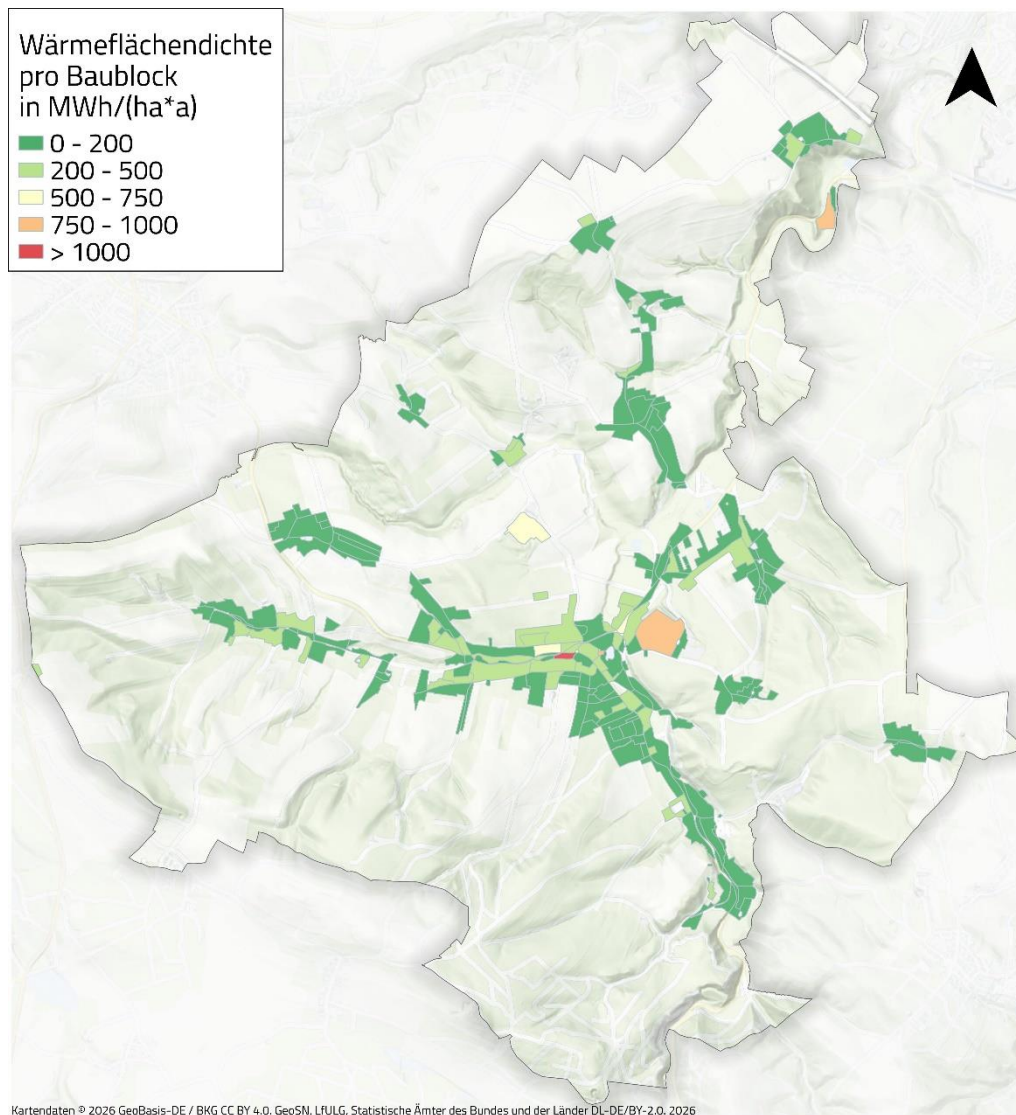 Wärmeflächendichte
pro Baublock
in MWh/(ha*a)
0 - 200
200 - 500
500 - 750
750 - 1000
> 1000
Kartendaten © 2026 GeoBasis-DE / BKG CC BY 4.0, GeoSN, LfULG, Statistische Ämter des Bundes und der Länder DL-DE/BY-2.0, 2026